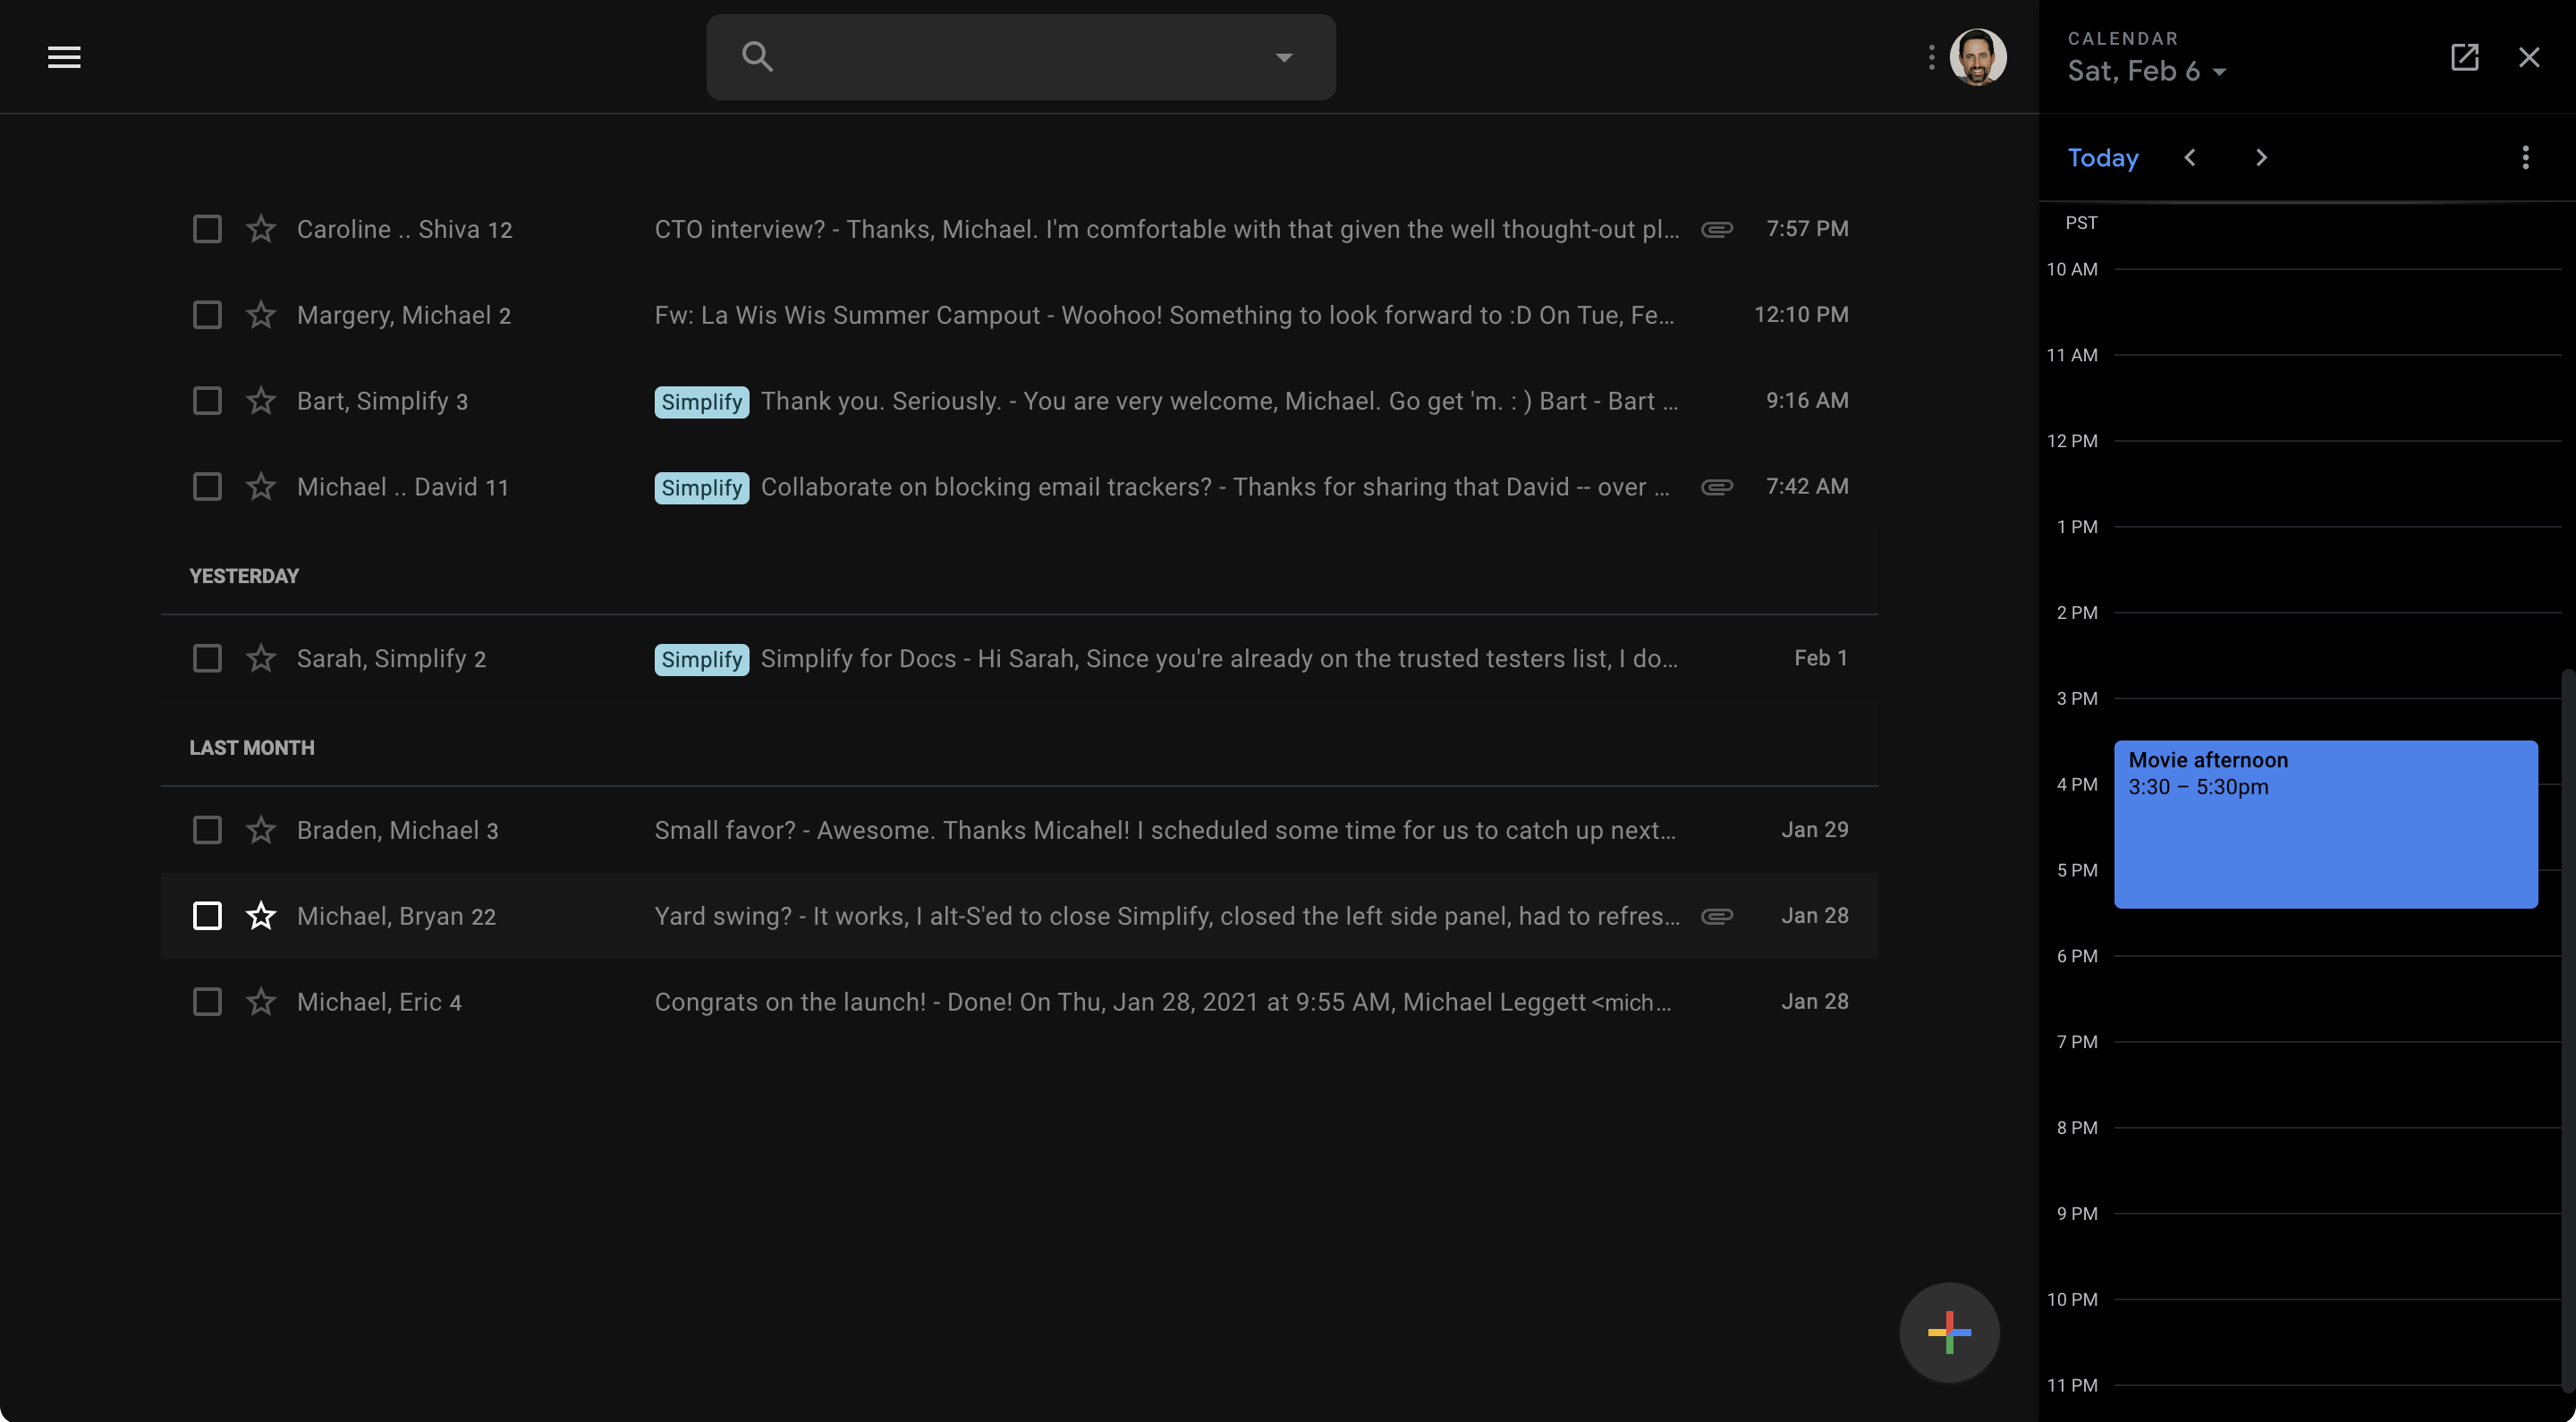 CALENDAR
Sat, Feb 6
Today
Caroline .. Shiva 12 CTO interview? - Thanks, Michael. I'm comfortable with that given the well thought-out pl... 7:57 PM
Margery, Michael 2 Fw: La Wis Wis Summer Campout - Woohoo! Something to look forward to :D On Tue, Fe... 12:10 PM
Bart, Simplify 3 Simplify Thank you. Seriously. - You are very welcome, Michael. Go get 'm. : ) Bart - Bart ... 9:16 AM
Michael .. David 11 Simplify Collaborate on blocking email trackers? - Thanks for sharing that David -- over ... 7:42 AM
YESTERDAY
Sarah, Simplify 2 Simplify Simplify for Docs - Hi Sarah, Since you're already on the trusted testers list, I do... Feb 1
LAST MONTH
Braden, Michael 3 Small favor? - Awesome. Thanks Micahel! I scheduled some time for us to catch up next... Jan 29
Michael, Bryan 22 Yard swing? - It works, I alt-S'ed to close Simplify, closed the left side panel, had to refres... Jan 28
Michael, Eric 4 Congrats on the launch! - Done! On Thu, Jan 28, 2021 at 9:55 AM, Michael Leggett <mich... Jan 28
PST
10 AM
11 AM
12 PM
1 PM
2 PM
3 PM
Movie afternoon
3:30 – 5:30pm
4 PM
5 PM
6 PM
7 PM
8 PM
9 PM
10 PM
11 PM